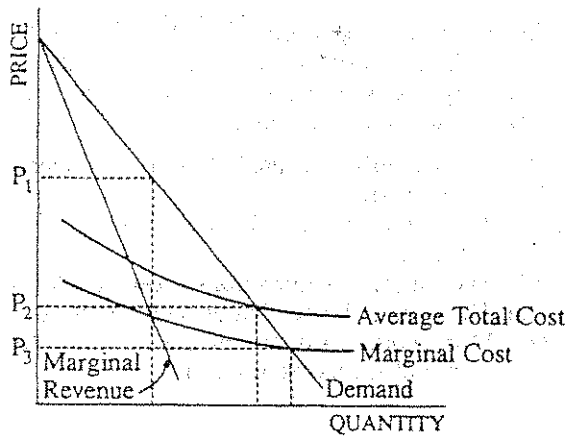 PRICE
P₁
P₂
P₃
Average Total Cost
Marginal Cost
Marginal
Revenue
Demand
QUANTITY